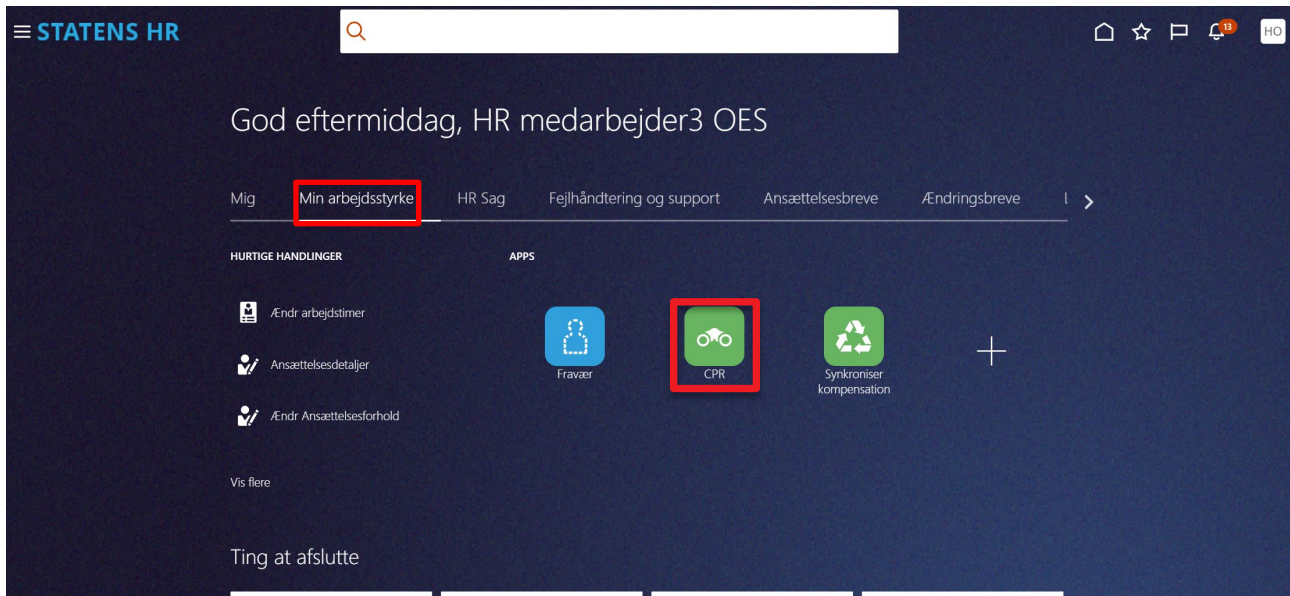 STATENS HR
13
HO
God eftermiddag, HR medarbejder3 OES
Mig Min arbejdsstyrke HR Sag Fejlhåndtering og support Ansættelsesbreve Ændringsbreve
HURTIGE HANDLINGER
Ændr arbejdstimer
Ansættelsesdetaljer
Ændr Ansættelsesforhold
Vis flere
APPS
Fravær
CPR
Synkroniser
kompensation
Ting at afslutte